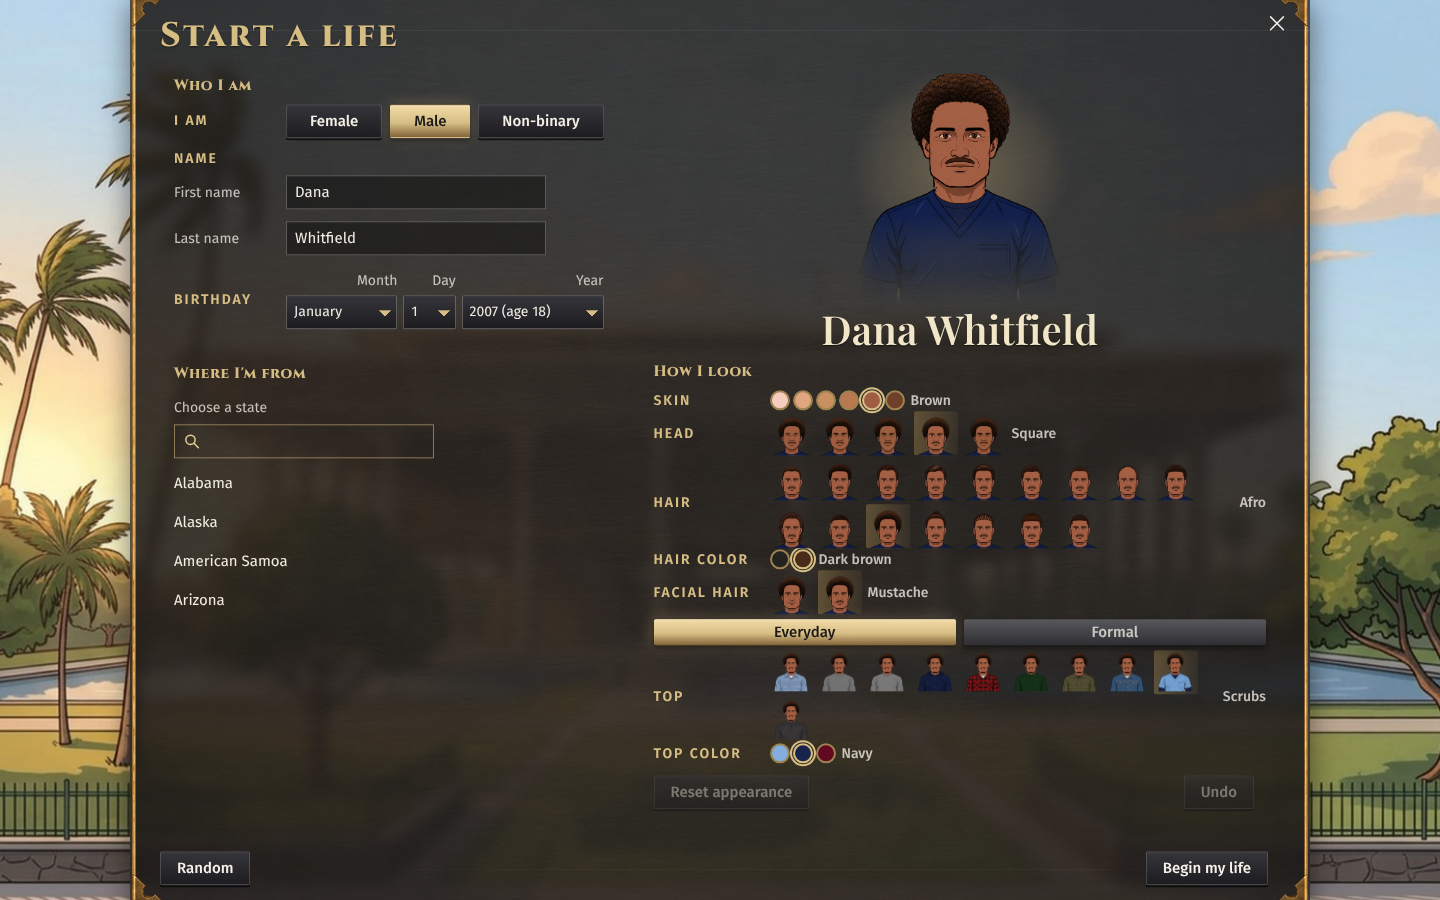 START A LIFE
WHO I AM
I AM
Female
Male
Non-binary
NAME
First name
Dana
Last name
Whitfield
Month
Day
Year
BIRTHDAY
January
1
2007 (age 18)
WHERE I'M FROM
Choose a state
Alabama
Alaska
American Samoa
Arizona
Dana Whitfield
HOW I LOOK
SKIN
Brown
HEAD
Square
HAIR
Afro
HAIR COLOR
Dark brown
FACIAL HAIR
Mustache
Everyday
Formal
TOP
Scrubs
TOP COLOR
Navy
Reset appearance
Undo
Random
Begin my life